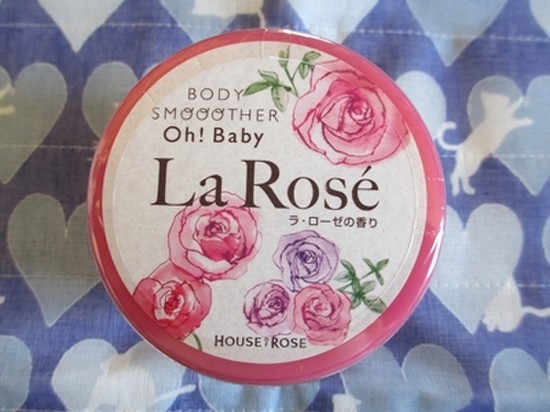 BODY
SMOOOTHER
Oh! Baby
La Rosé
ラ・ローゼの香り
HOUSE OF ROSE